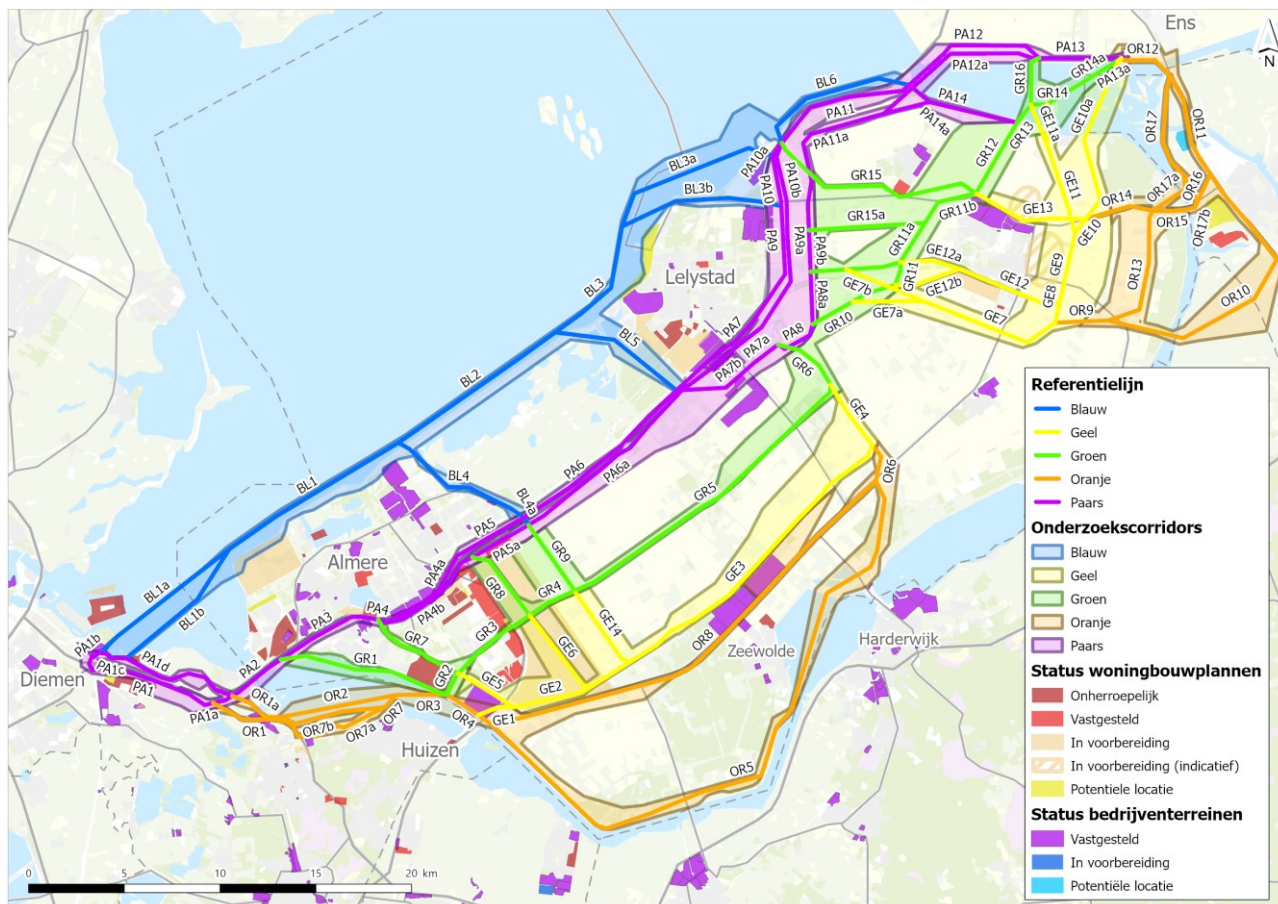 Ens
N
PA12
PA13
OR12
PA12a
GR14a
GR16
PA13a
BL6
GR14
PA11
PA14
GE11a
GE10a
OR17
OR11
PA14a
GR13
PA11a
GR12
BL3a
PA10a
PA10
PA10b
GR15
GE11
OR17a
OR16
BL3b
GR11b
GE13
OR14
GR15a
OR15
OR17b
GE10
PA9
PA9a
GR11a
PA9b
GE12a
GE9
OR13
Lelystad
GR11
GE12
GE8
BL3
GE7b
GE12b
PA8a
OR10
GR10
GE7a
GE7
OR9
PA7
PA8
BL5
PA7a
PA7b
GR6
BL2
GE4
PA6
PA6a
OR6
BL1
BL4
GR5
BL4a
PA5
PA5a
GR9
Almere
PA4a
GE3
PA4b
GR8
GR4
BL1a
BL1b
PA3
PA4
GR3
GE14
OR8
Zeewolde
Harderwijk
GR7
GE6
PA1b
PA1c
PA1d
PA2
GR1
GR2
Diemen
PA1
GE5
GE2
OR1a
OR2
PA1a
OR3
OR4
GE1
OR1
OR7b
OR7a
OR7
Huizen
OR5
Referentielijn
Blauw
Geel
Groen
Oranje
Paars
Onderzoekscorridors
Blauw
Geel
Groen
Oranje
Paars
Status woningbouwplannen
Onherroepelijk
Vastgesteld
In voorbereiding
In voorbereiding (indicatief)
Potentiele locatie
Status bedrijventerreinen
Vastgesteld
In voorbereiding
Potentiële locatie
0 5 10 15 20 km